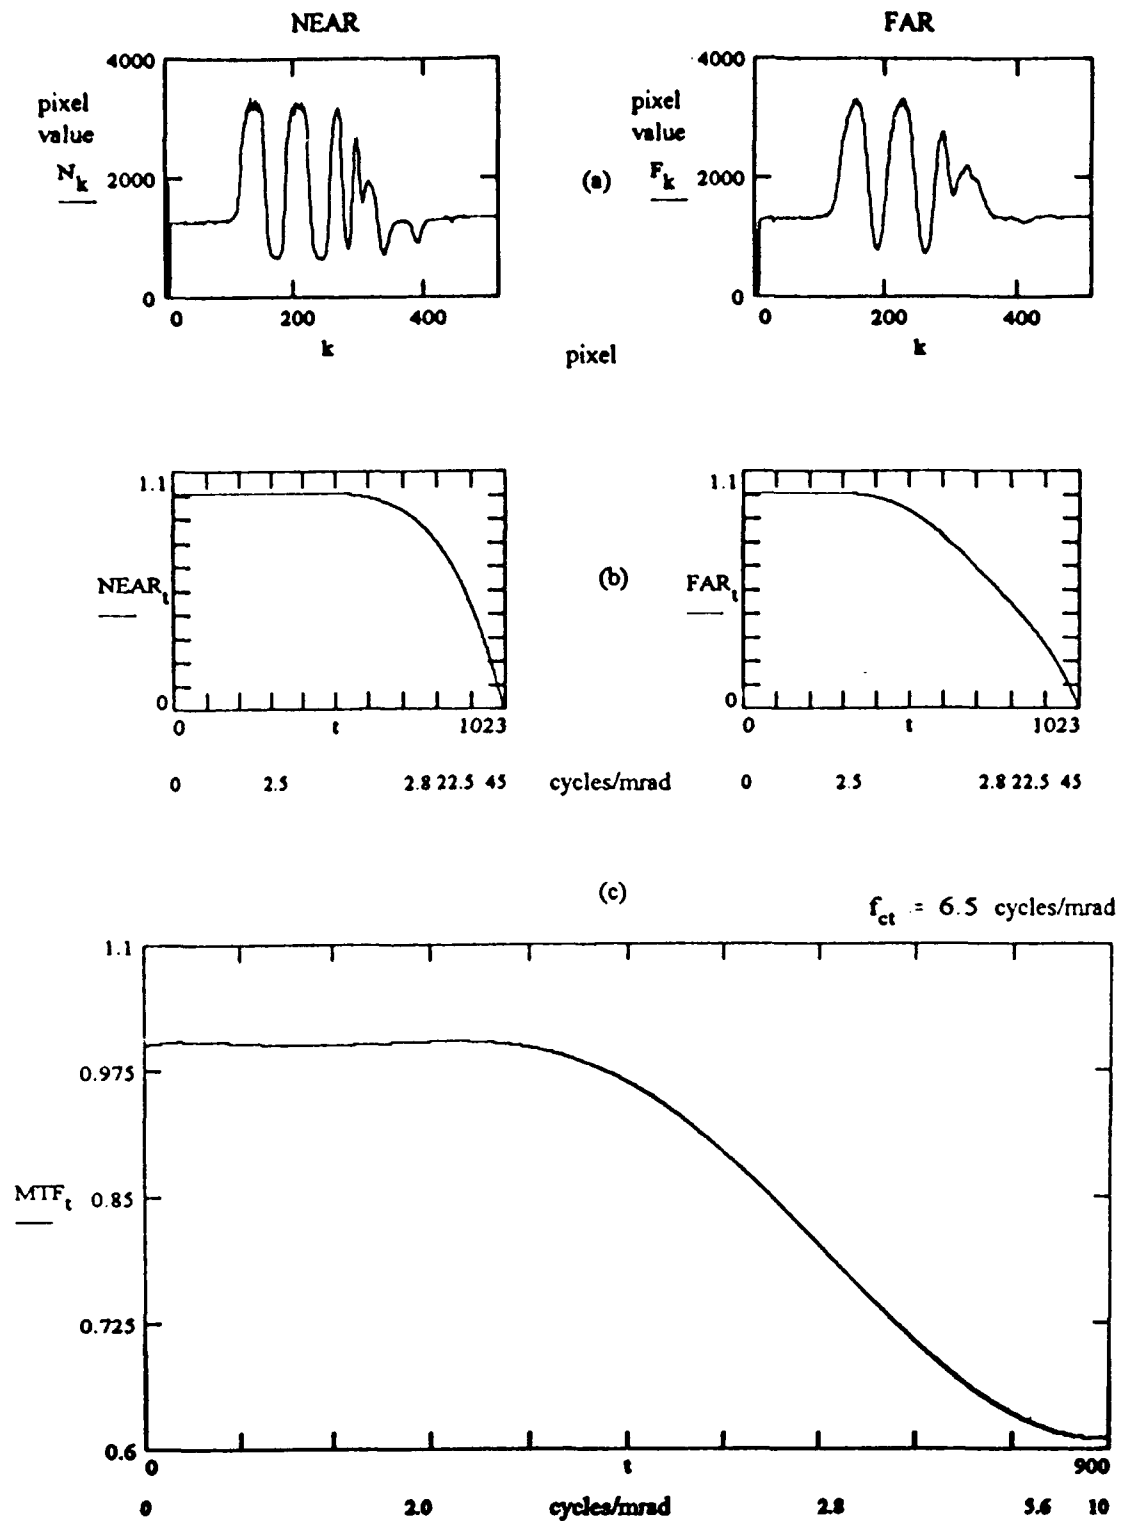 NEAR FAR
4000 4000
pixel pixel
value value
N_k 2000 (a) F_k 2000
0 0
0 200 400 0 200 400
k k
pixel
1.1 1.1
NEAR_t (b) FAR_t
0 0
0 t 1023 0 t 1023
0 2.5 2.8 22.5 45 cycles/mrad 0 2.5 2.8 22.5 45
(c)
f_ct = 6.5 cycles/mrad
1.1
0.975
MTF_t 0.85
0.725
0.6
0 t 900
0 2.0 cycles/mrad 2.8 5.6 10